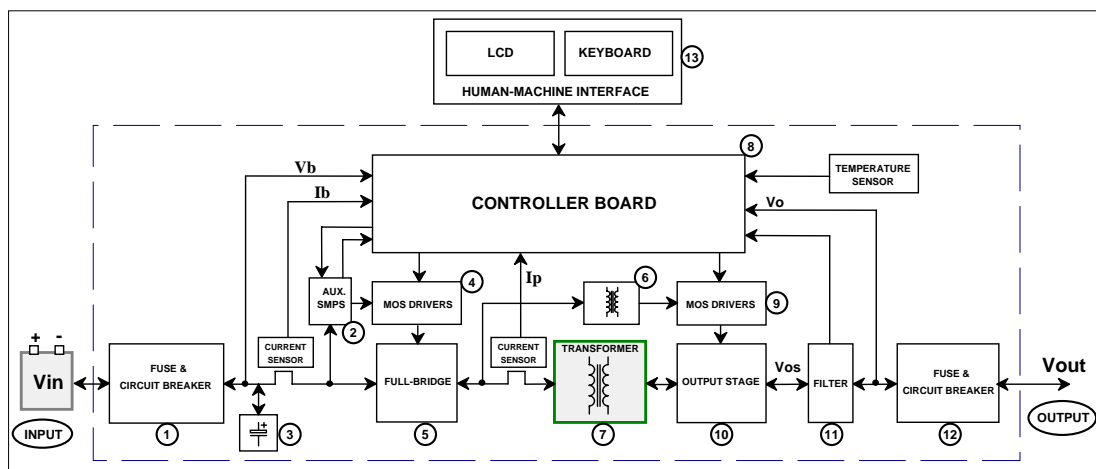 LCD
KEYBOARD
13
HUMAN-MACHINE INTERFACE
8
Vb
TEMPERATURE
SENSOR
Ib
CONTROLLER BOARD
Vo
Ip
4
6
AUX.
SMPS
MOS DRIVERS
MOS DRIVERS
2
9
+ -
CURRENT
SENSOR
CURRENT
SENSOR
TRANSFORMER
Vin
FUSE &
CIRCUIT BREAKER
FULL-BRIDGE
OUTPUT STAGE
Vos
FILTER
FUSE &
CIRCUIT BREAKER
Vout
INPUT
1
+
3
5
7
10
11
12
OUTPUT